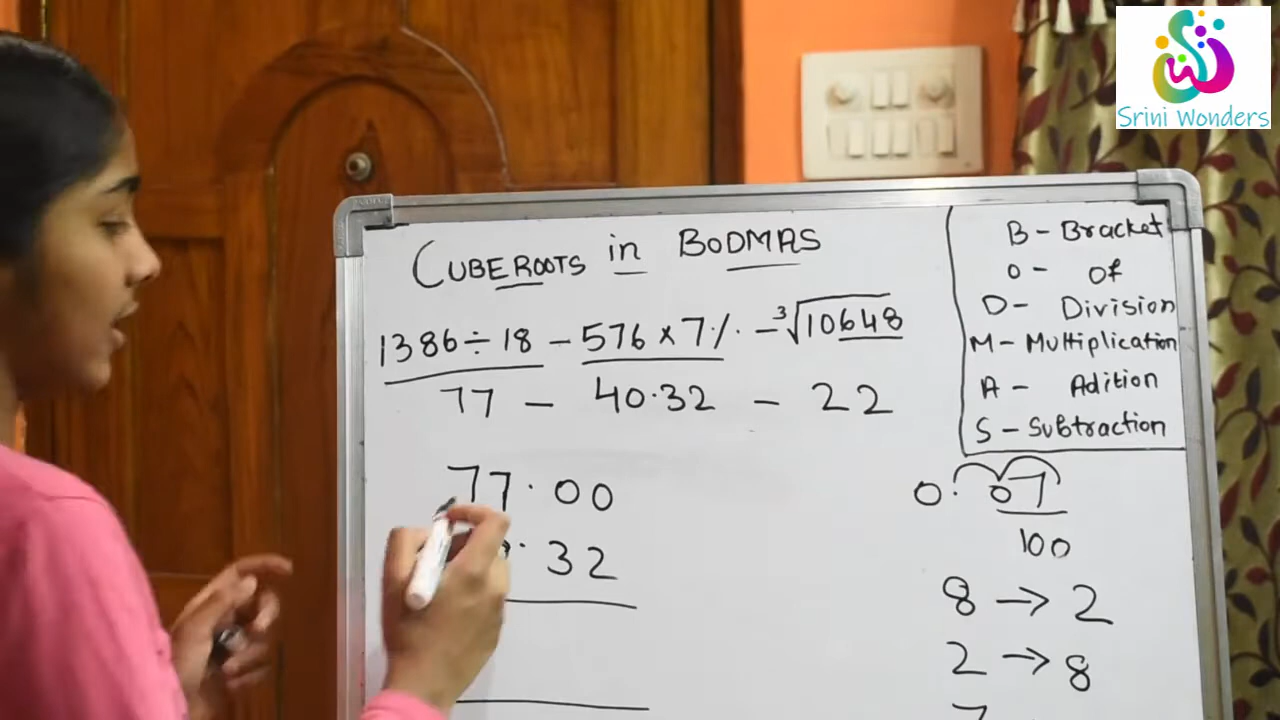 Srini Wonders
CUBEROOTS in BODMAS
1386 ÷ 18 - 576 × 7% - ³√10648
77 - 40.32 - 22
77.00
.32
B - Bracket
O - Of
D - Division
M - Multiplication
A - Adition
S - Subtraction
0.07
100
8 → 2
2 → 8